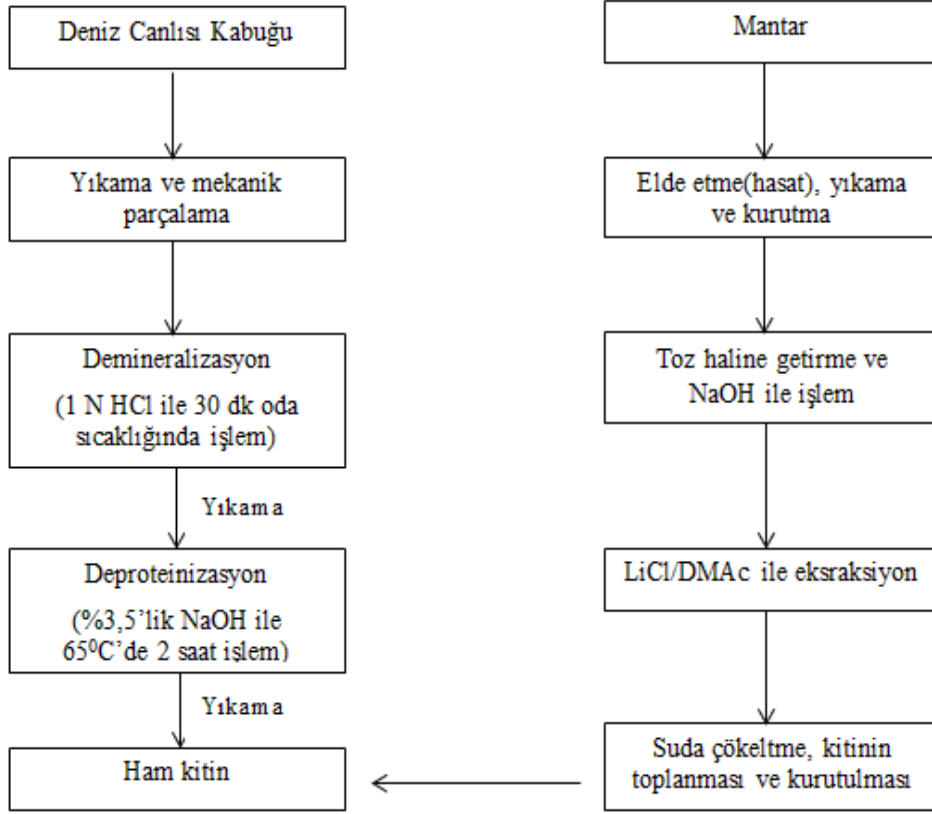 Deniz Canlısı Kabuğu
Yıkama ve mekanik
parçalama
Demineralizasyon
(1 N HCl ile 30 dk oda
sıcaklığında işlem)
Yıkama
Deproteinizasyon
(%3,5’lik NaOH ile
65⁰C’de 2 saat işlem)
Yıkama
Ham kitin
Mantar
Elde etme(hasat), yıkama
ve kurutma
Toz haline getirme ve
NaOH ile işlem
LiCl/DMAc ile eksraksiyon
Suda çökeltme, kitinin
toplanması ve kurutulması